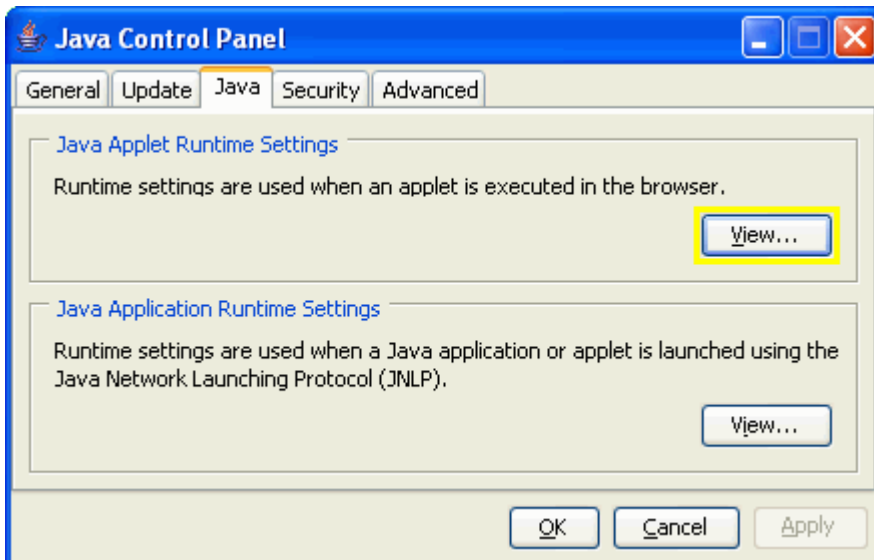 Java Control Panel
General Update Java Security Advanced
Java Applet Runtime Settings
Runtime settings are used when an applet is executed in the browser.
View...
Java Application Runtime Settings
Runtime settings are used when a Java application or applet is launched using the
Java Network Launching Protocol (JNLP).
View...
OK Cancel Apply